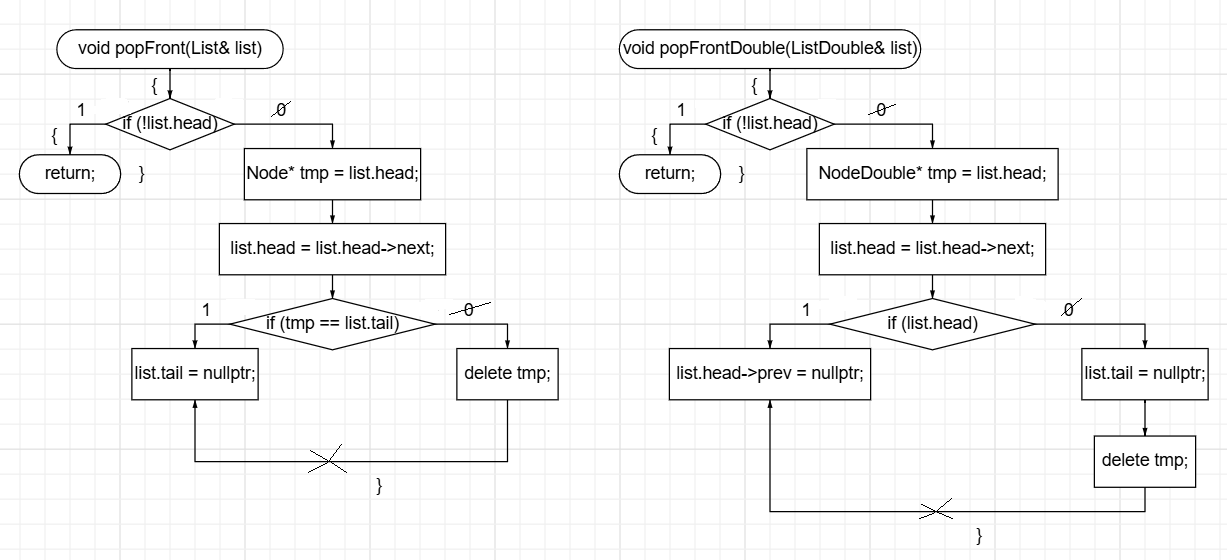 void popFront(List& list)
{
1
if (!list.head)
0
{
return;
}
Node* tmp = list.head;
list.head = list.head->next;
1
if (tmp == list.tail)
0
list.tail = nullptr;
delete tmp;
}
void popFrontDouble(ListDouble& list)
{
1
if (!list.head)
0
{
return;
}
NodeDouble* tmp = list.head;
list.head = list.head->next;
1
if (list.head)
0
list.head->prev = nullptr;
list.tail = nullptr;
delete tmp;
}